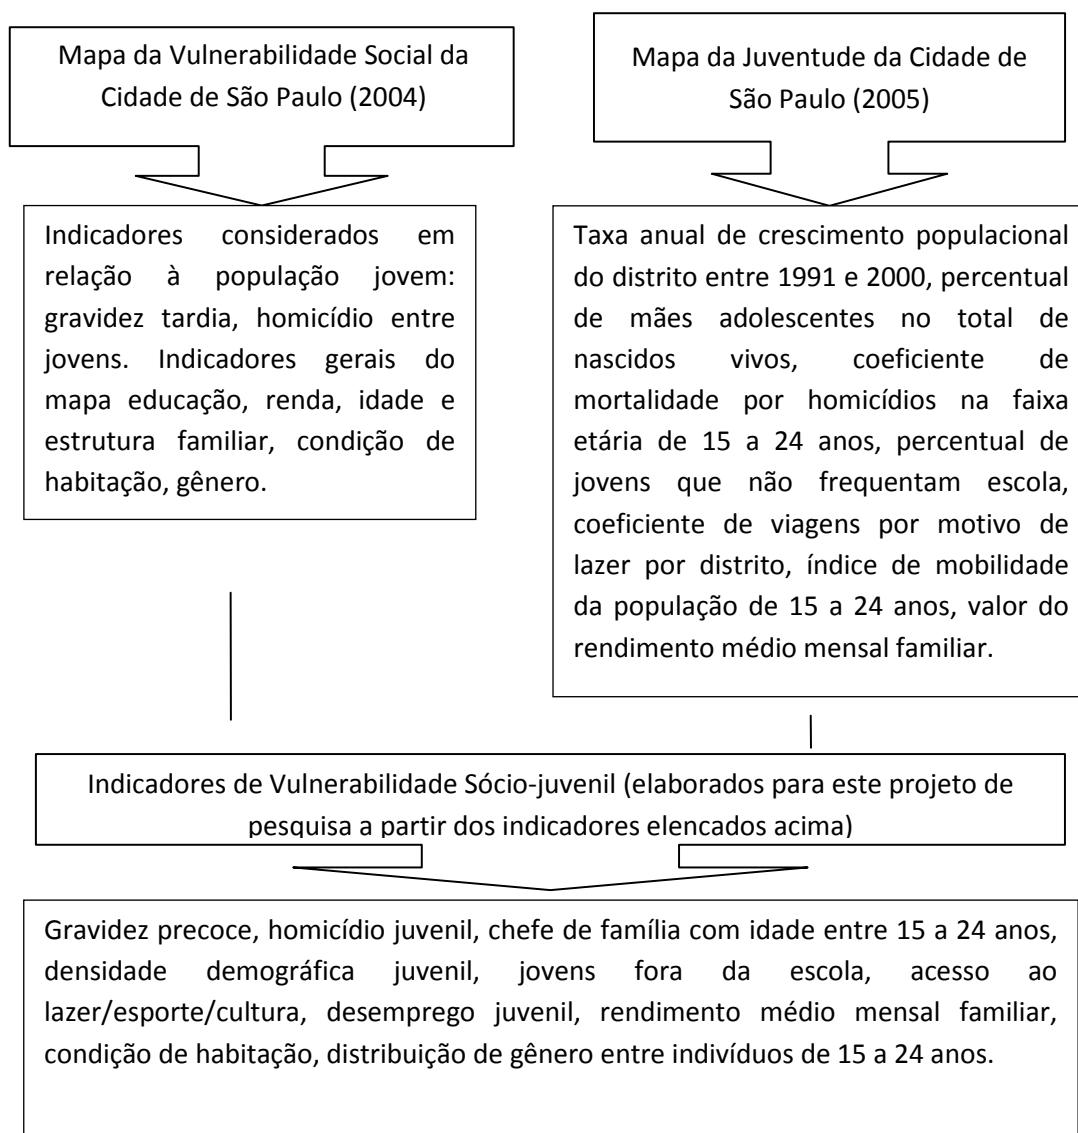 Mapa da Vulnerabilidade Social da
Cidade de São Paulo (2004)
Mapa da Juventude da Cidade de
São Paulo (2005)
Indicadores considerados em
relação à população jovem:
gravidez tardia, homicídio entre
jovens. Indicadores gerais do
mapa educação, renda, idade e
estrutura familiar, condição de
habitação, gênero.
Taxa anual de crescimento populacional
do distrito entre 1991 e 2000, percentual
de mães adolescentes no total de
nascidos vivos, coeficiente de
mortalidade por homicídios na faixa
etária de 15 a 24 anos, percentual de
jovens que não frequentam escola,
coeficiente de viagens por motivo de
lazer por distrito, índice de mobilidade
da população de 15 a 24 anos, valor do
rendimento médio mensal familiar.
Indicadores de Vulnerabilidade Sócio-juvenil (elaborados para este projeto de
pesquisa a partir dos indicadores elencados acima)
Gravidez precoce, homicídio juvenil, chefe de família com idade entre 15 a 24 anos,
densidade demográfica juvenil, jovens fora da escola, acesso ao
lazer/esporte/cultura, desemprego juvenil, rendimento médio mensal familiar,
condição de habitação, distribuição de gênero entre indivíduos de 15 a 24 anos.